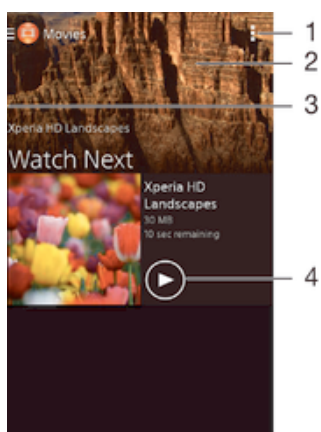 Movies
1
2
3
Xperia HD Landscapes
Watch Next
Xperia HD
Landscapes
30 MB
10 sec remaining
4